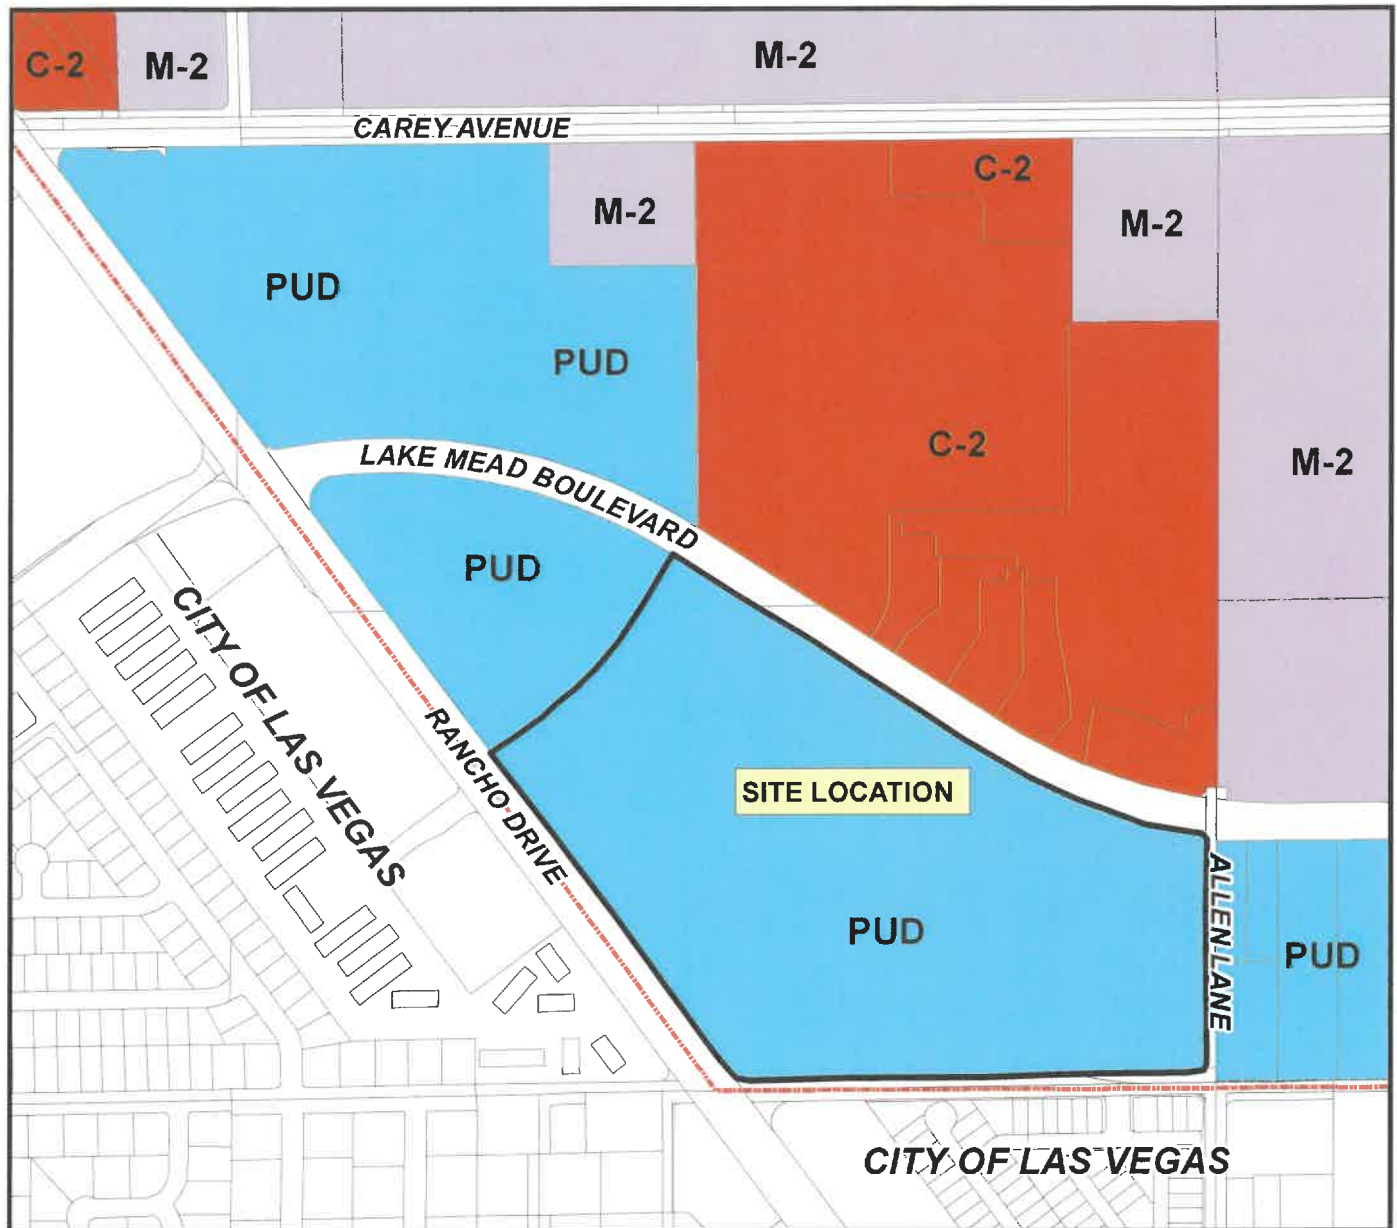 C-2
M-2
M-2
CAREY AVENUE
C-2
M-2
M-2
PUD
PUD
C-2
M-2
LAKE MEAD BOULEVARD
PUD
CITY OF LAS VEGAS
RANCHO DRIVE
SITE LOCATION
PUD
ALLEN LANE
PUD
CITY OF LAS VEGAS